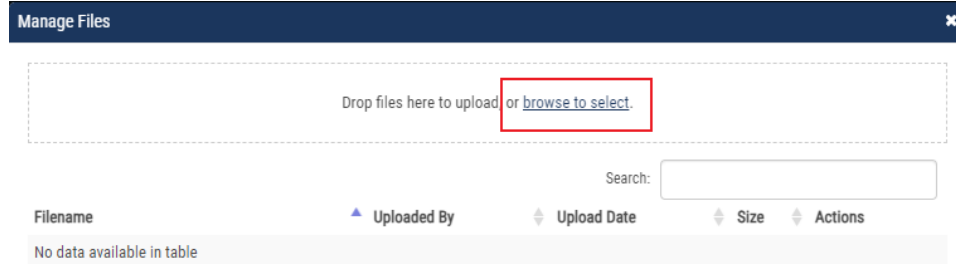 Manage Files
Drop files here to upload, or browse to select.
Search:
Filename Uploaded By Upload Date Size Actions
No data available in table